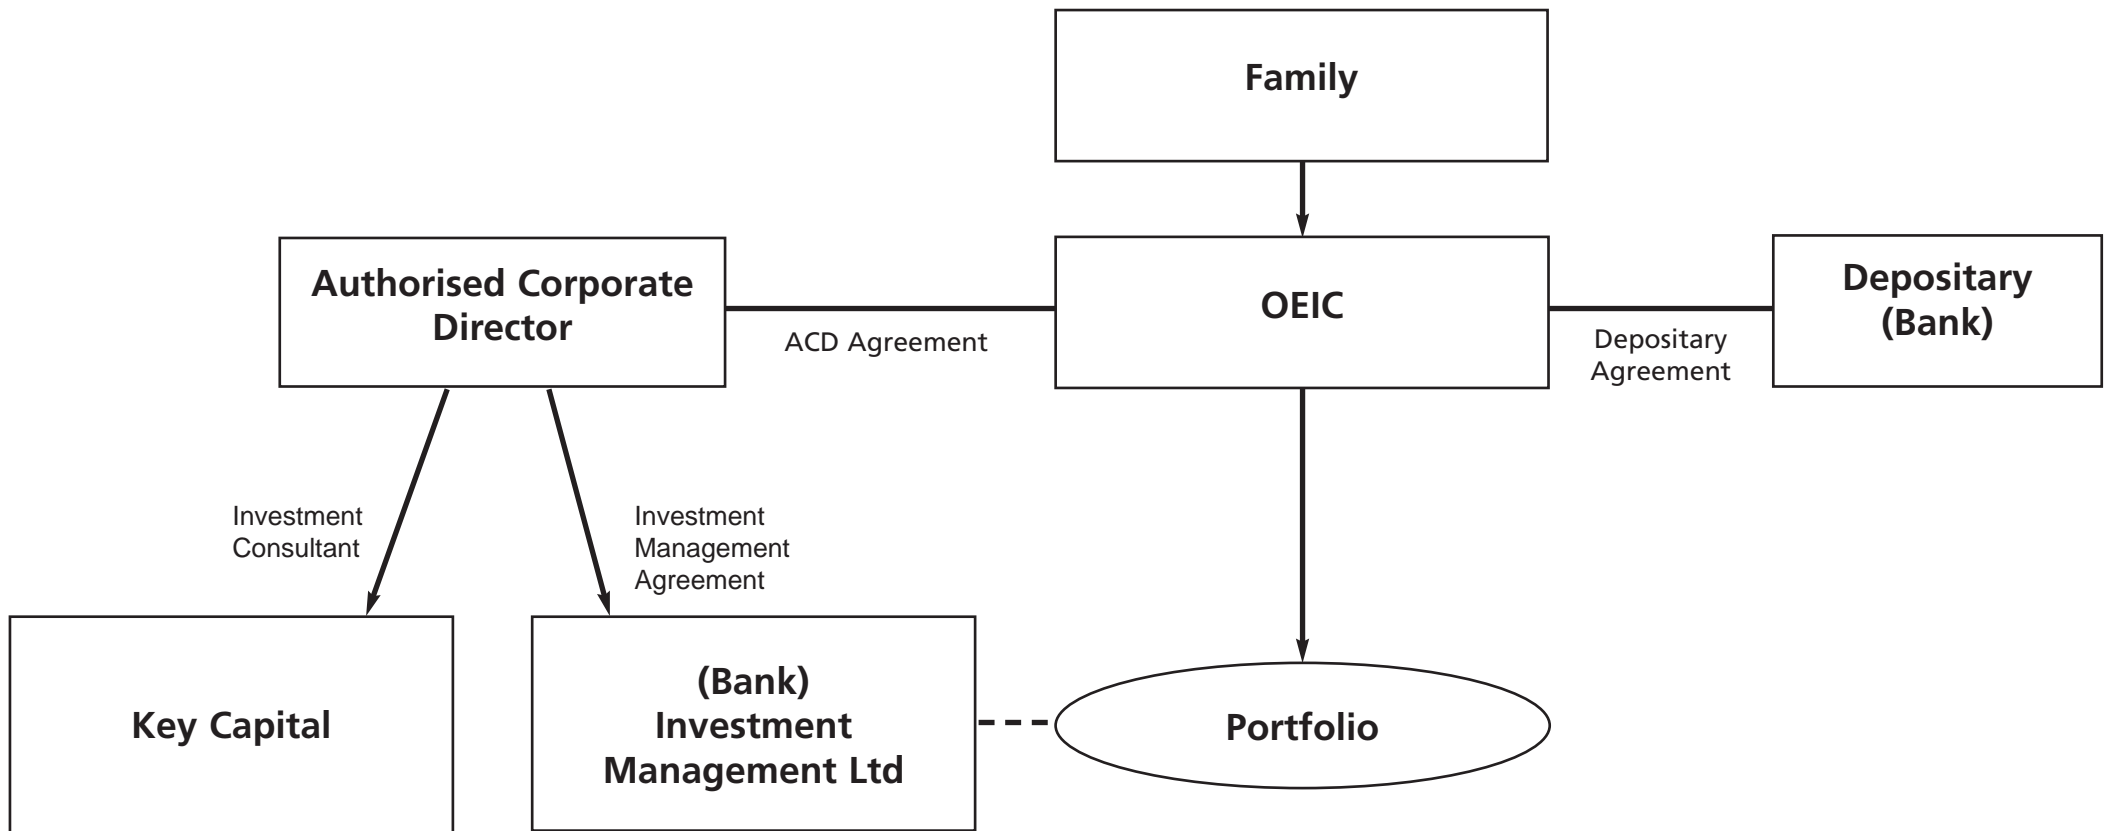 Family
Authorised Corporate
Director
ACD Agreement
OEIC
Depositary
Agreement
Depositary
(Bank)
Investment
Consultant
Investment
Management
Agreement
Key Capital
(Bank)
Investment
Management Ltd
Portfolio